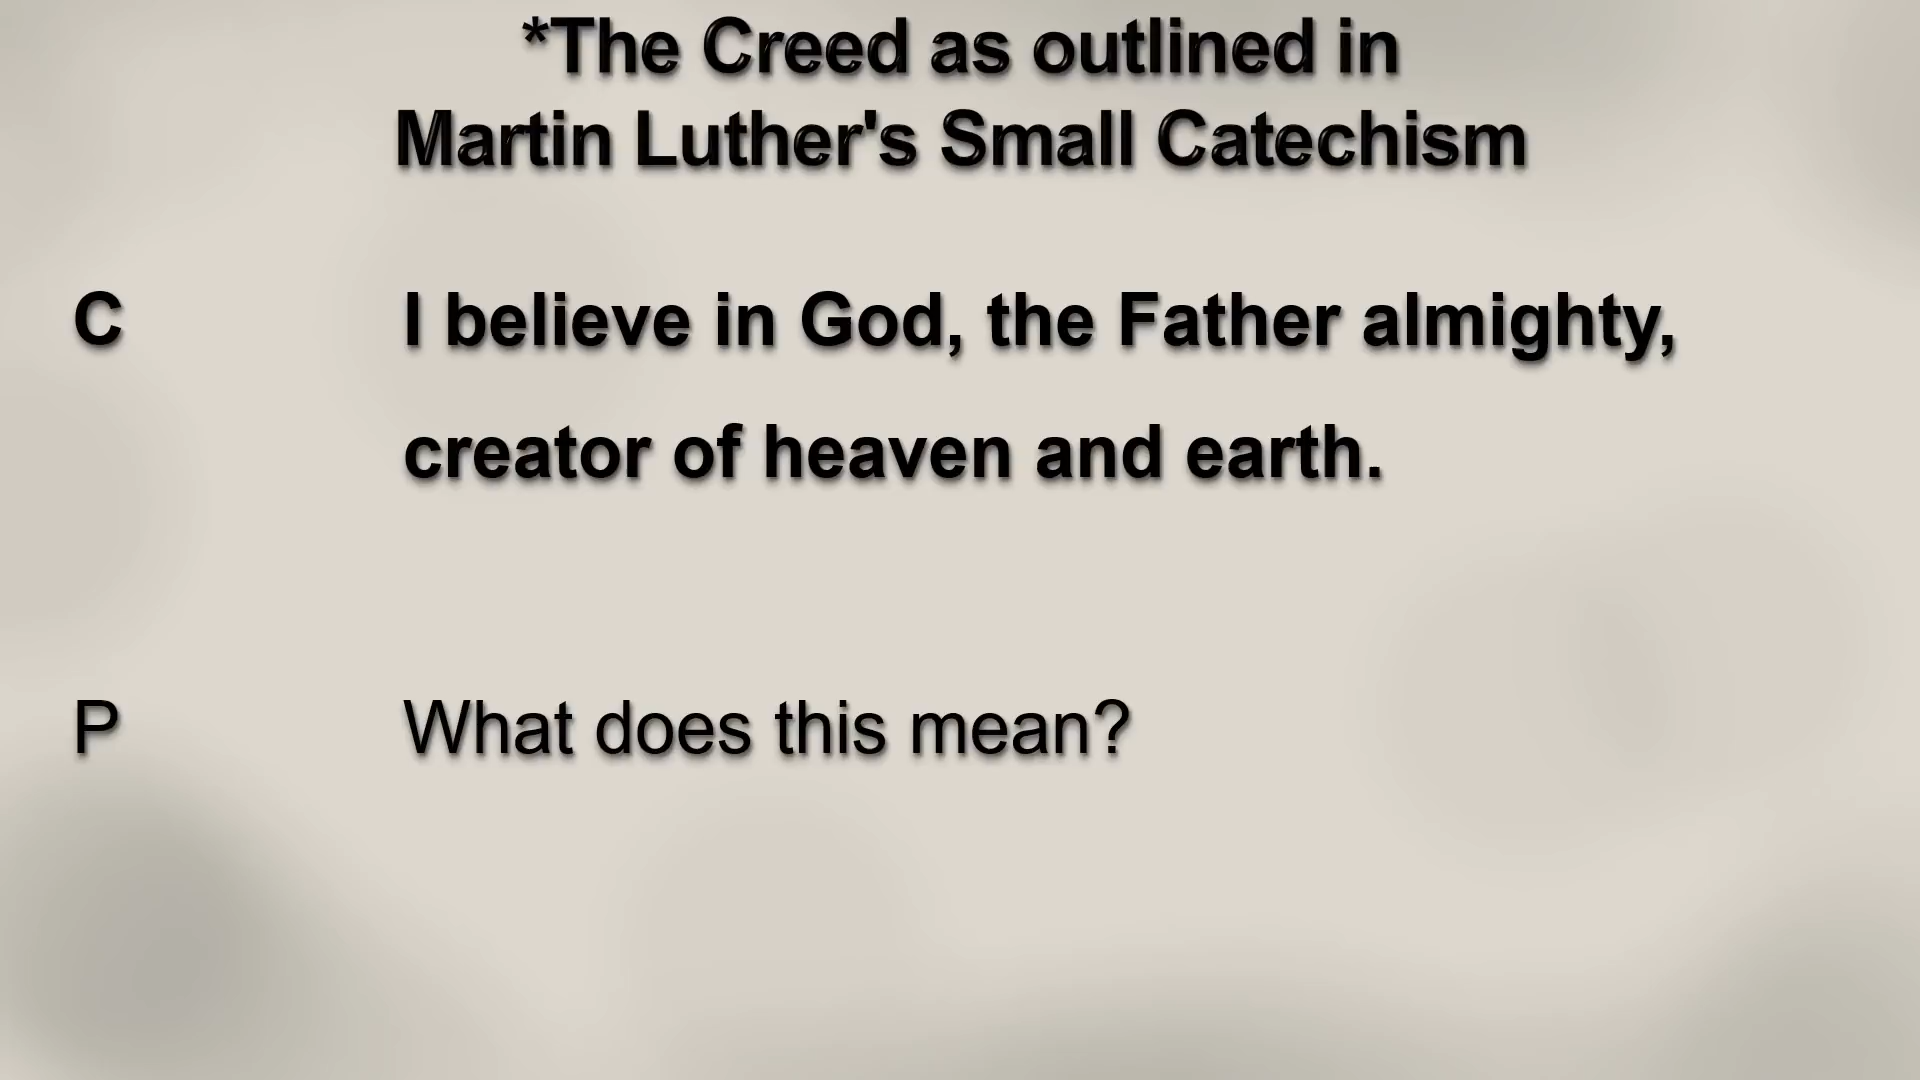 *The Creed as outlined in
Martin Luther's Small Catechism
C I believe in God, the Father almighty,
creator of heaven and earth.
P What does this mean?